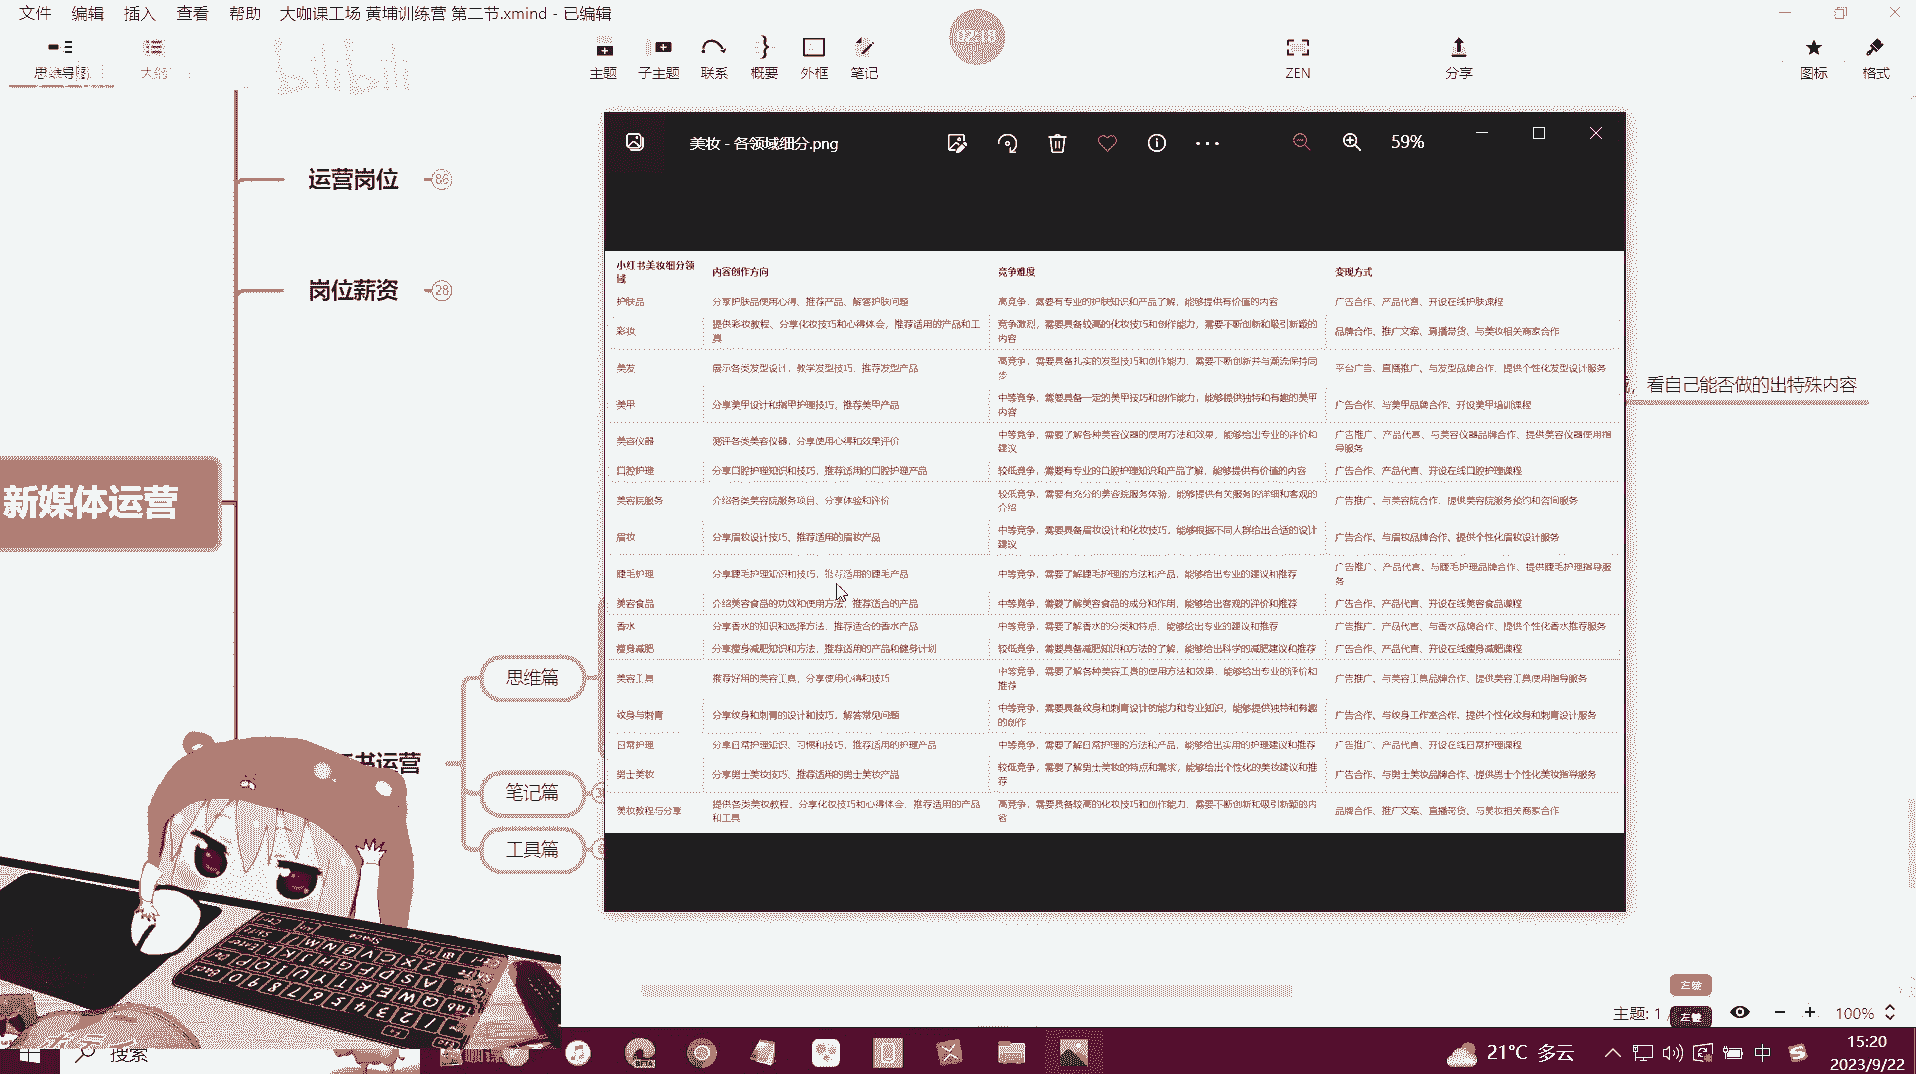 文件 编辑 插入 查看 帮助 大咖课工场 黄埔训练营 第二节.xmind - 已编辑
思维导图 大纲 bilibili 主题 子主题 联系 概要 外框 笔记 02:18 ZEN 分享 图标 格式
美妆 - 各领域细分.png 59%
运营岗位 86
岗位薪资 28
新媒体运营
书运营
思维篇
笔记篇
工具篇
看自己能否做的出特殊内容
小红书美妆细分领域 内容创作方向 竞争难度 变现方式
护肤品 分享护肤品使用心得、推荐产品、解答护肤问题 高竞争，需要有专业的护肤知识和产品了解，能够提供有价值的内容 广告合作、产品代言、开设在线护肤课程
彩妆 提供彩妆教程、分享化妆技巧和心得体会，推荐适用的产品和工具 竞争激烈，需要具备较高的化妆技巧和创作能力，需要不断创新和吸引新颖的内容 品牌合作、推广文案、直播带货、与美妆相关商家合作
美发 展示各类发型设计、教学发型技巧、推荐发型产品 高竞争，需要具备扎实的发型技巧和创作能力，需要不断创新并与潮流保持同步 平台广告、直播推广、与发型品牌合作、提供个性化发型设计服务
美甲 分享美甲设计和指甲护理技巧、推荐美甲产品 中等竞争，需要具备一定的美甲技巧和创作能力，能够提供独特和有趣的美甲内容 广告合作、与美甲品牌合作、开设美甲培训课程
美容仪器 测评各类美容仪器、分享使用心得和效果评价 中等竞争，需要了解各种美容仪器的使用方法和效果，能够给出专业的评价和建议 广告推广、产品代言、与美容仪器品牌合作、提供美容仪器使用指导服务
口腔护理 分享口腔护理知识和技巧、推荐适用的口腔护理产品 较低竞争，需要有专业的口腔护理知识和产品了解，能够提供有价值的内容 广告合作、产品代言、开设在线口腔护理课程
美容院服务 介绍各类美容院服务项目、分享体验和评价 较低竞争，需要有充分的美容院服务体验，能够提供有关服务的详细和客观的介绍 广告推广、与美容院合作、提供美容院服务预约和咨询服务
眉妆 分享眉妆设计技巧、推荐适用的眉妆产品 中等竞争，需要具备眉妆设计和化妆技巧，能够根据不同人群给出合适的设计建议 广告合作、与眉妆品牌合作、提供个性化眉妆设计服务
睫毛护理 分享睫毛护理知识和技巧、推荐适用的睫毛产品 中等竞争，需要了解睫毛护理的方法和产品，能够给出专业的建议和推荐 广告推广、产品代言、与睫毛护理品牌合作、提供睫毛护理指导服务
美容食品 介绍美容食品的功效和使用方法、推荐适合的产品 中等竞争，需要了解美容食品的成分和作用，能够给出客观的评价和推荐 广告合作、产品代言、开设在线美容食品课程
香水 分享香水的知识和选择方法、推荐适合的香水产品 中等竞争，需要了解香水的分类和特点，能够给出专业的建议和推荐 广告推广、产品代言、与香水品牌合作、提供个性化香水推荐服务
瘦身减肥 分享瘦身减肥知识和方法、推荐适用的产品和健身计划 较低竞争，需要具备减肥知识和方法的了解，能够给出科学的减肥建议和推荐 广告合作、产品代言、开设在线瘦身减肥课程
美容工具 推荐好用的美容工具、分享使用心得和技巧 中等竞争，需要了解各种美容工具的使用方法和效果，能够给出专业的评价和推荐 广告推广、与美容工具品牌合作、提供美容工具使用指导服务
纹身与刺青 分享纹身和刺青的设计和技巧、解答常见问题 中等竞争，需要具备纹身和刺青设计的能力和专业知识，能够提供独特和有趣的创作 广告合作、与纹身工作室合作、提供个性化纹身和刺青设计服务
日常护理 分享日常护理知识、习惯和技巧、推荐适用的护理产品 中等竞争，需要了解日常护理的方法和产品，能够给出实用的护理建议和推荐 广告推广、产品代言、开设在线日常护理课程
男士美妆 分享男士美妆技巧、推荐适用的男士美妆产品 较低竞争，需要了解男士美妆的特点和需求，能够给出个性化的美妆建议和推荐 广告合作、与男士美妆品牌合作、提供男士个性化美妆指导服务
美妆教程与分享 提供各类美妆教程、分享化妆技巧和心得体会、推荐适用的产品和工具 高竞争，需要具备较高的化妆技巧和创作能力，需要不断创新和吸引新颖的内容 品牌合作、推广文案、直播带货、与美妆相关商家合作
左键
左键
主题: 1 100%
搜索 21°C 多云 中 15:20
2023/9/22